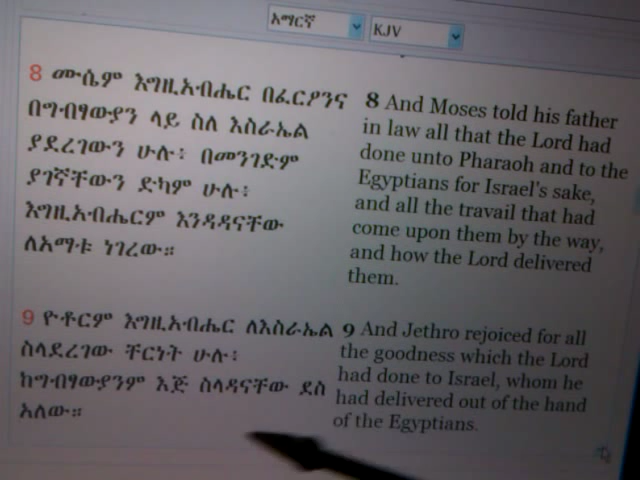 አማርኛ
KJV
8 ሙሴም እግዚአብሔር በፈርዖንና
በግብፃውያን ላይ ስለ እስራኤል
ያደረገውን ሁሉ፥ በመንገድም
ያገኛቸውን ድካም ሁሉ፥
እግዚአብሔርም እንዳዳናቸው
ለአማቱ ነገረው።
8 And Moses told his father
in law all that the Lord had
done unto Pharaoh and to the
Egyptians for Israel's sake,
and all the travail that had
come upon them by the way,
and how the Lord delivered
them.
9 ዮቶርም እግዚአብሔር ለእስራኤል
ስላደረገው ቸርነት ሁሉ፥
ከግብፃውያንም እጅ ስላዳናቸው ደስ
አለው።
9 And Jethro rejoiced for all
the goodness which the Lord
had done to Israel, whom he
had delivered out of the hand
of the Egyptians.